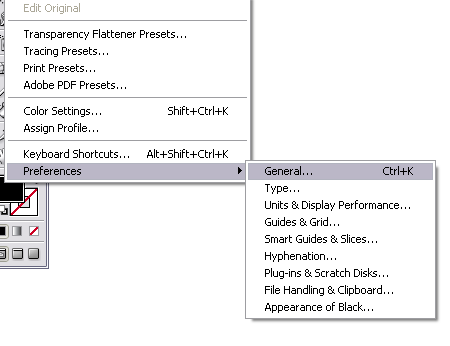 Edit Original
Transparency Flattener Presets...
Tracing Presets...
Print Presets...
Adobe PDF Presets...
Color Settings... Shift+Ctrl+K
Assign Profile...
Keyboard Shortcuts... Alt+Shift+Ctrl+K
Preferences
General... Ctrl+K
Type...
Units & Display Performance...
Guides & Grid...
Smart Guides & Slices...
Hyphenation...
Plug-ins & Scratch Disks...
File Handling & Clipboard...
Appearance of Black...